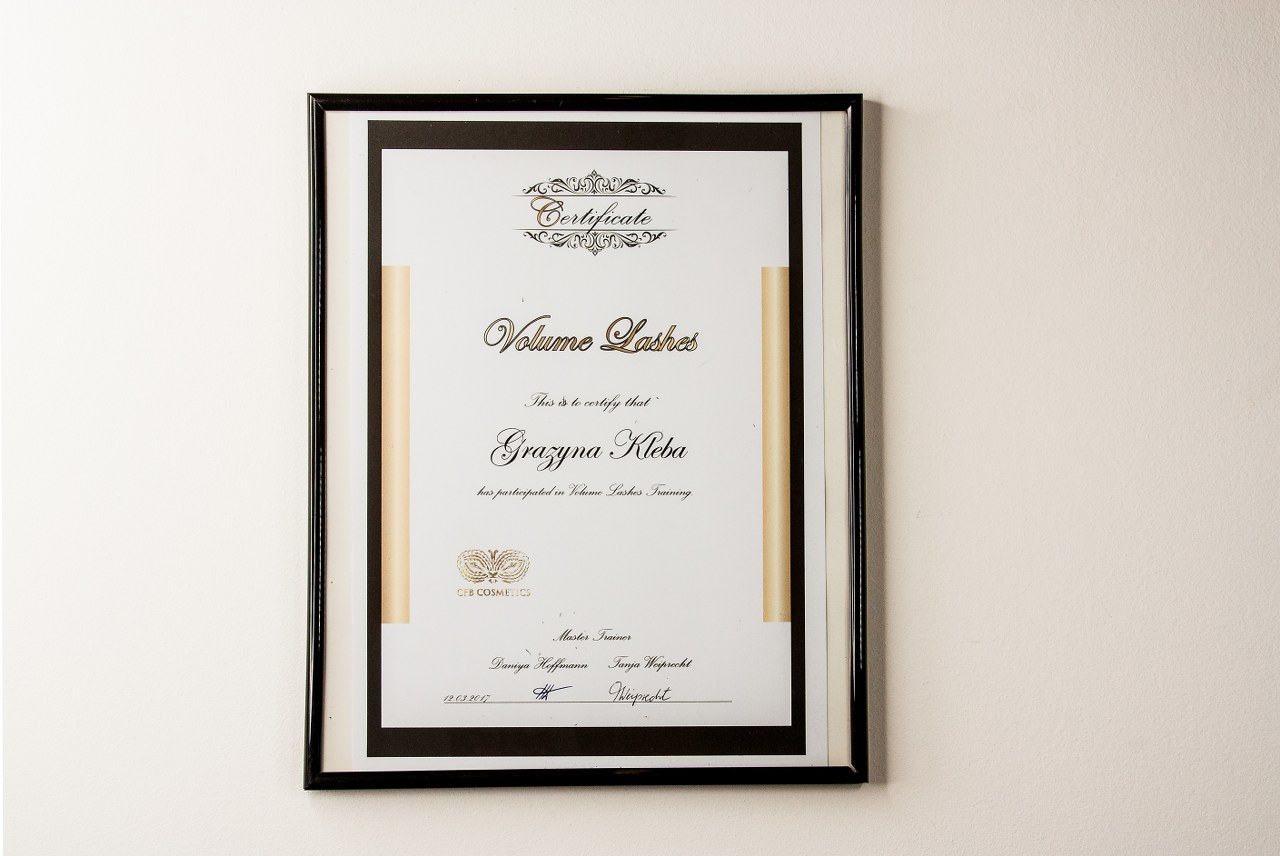 Certificate
Volume Lashes
This is to certify that
Grazyna Kleba
has participated in Volume Lashes Training
CFB COSMETICS
Master Trainer
Daniya Hoffmann Tanja Weiprecht
12.03.2017 Weiprecht